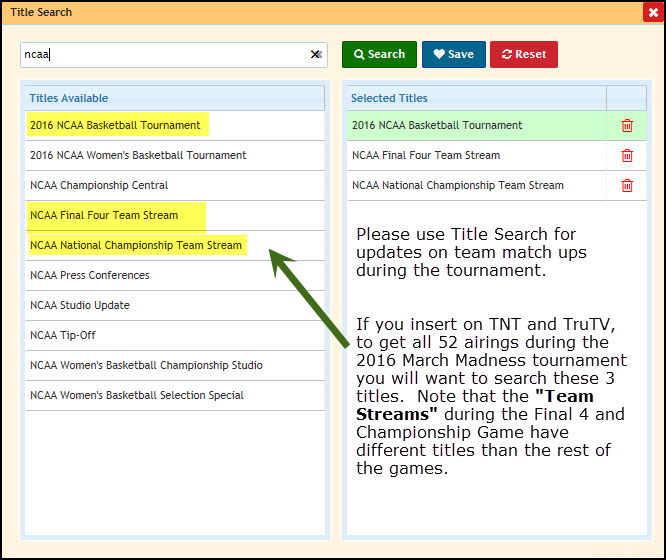 Title Search
ncaa
Search
Save
Reset
Titles Available
2016 NCAA Basketball Tournament
2016 NCAA Women's Basketball Tournament
NCAA Championship Central
NCAA Final Four Team Stream
NCAA National Championship Team Stream
NCAA Press Conferences
NCAA Studio Update
NCAA Tip-Off
NCAA Women's Basketball Championship Studio
NCAA Women's Basketball Selection Special
Selected Titles
2016 NCAA Basketball Tournament
NCAA Final Four Team Stream
NCAA National Championship Team Stream
Please use Title Search for
updates on team match ups
during the tournament.
If you insert on TNT and TruTV,
to get all 52 airings during the
2016 March Madness tournament
you will want to search these 3
titles.  Note that the "Team
Streams" during the Final 4 and
Championship Game have
different titles than the rest of
the games.